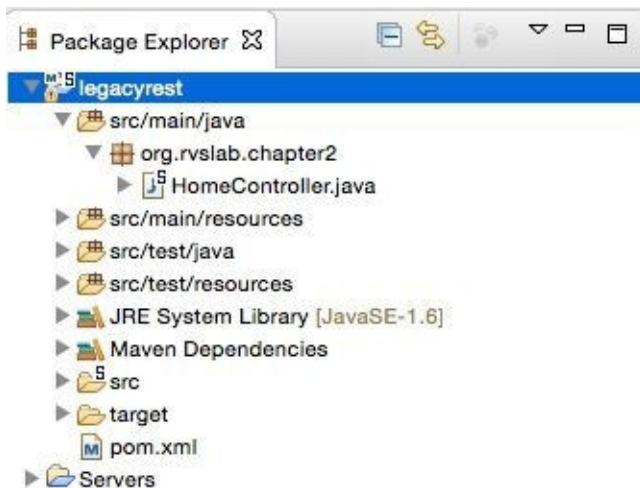 Package Explorer
legacyrest
src/main/java
org.rvslab.chapter2
HomeController.java
src/main/resources
src/test/java
src/test/resources
JRE System Library [JavaSE-1.6]
Maven Dependencies
src
target
pom.xml
Servers